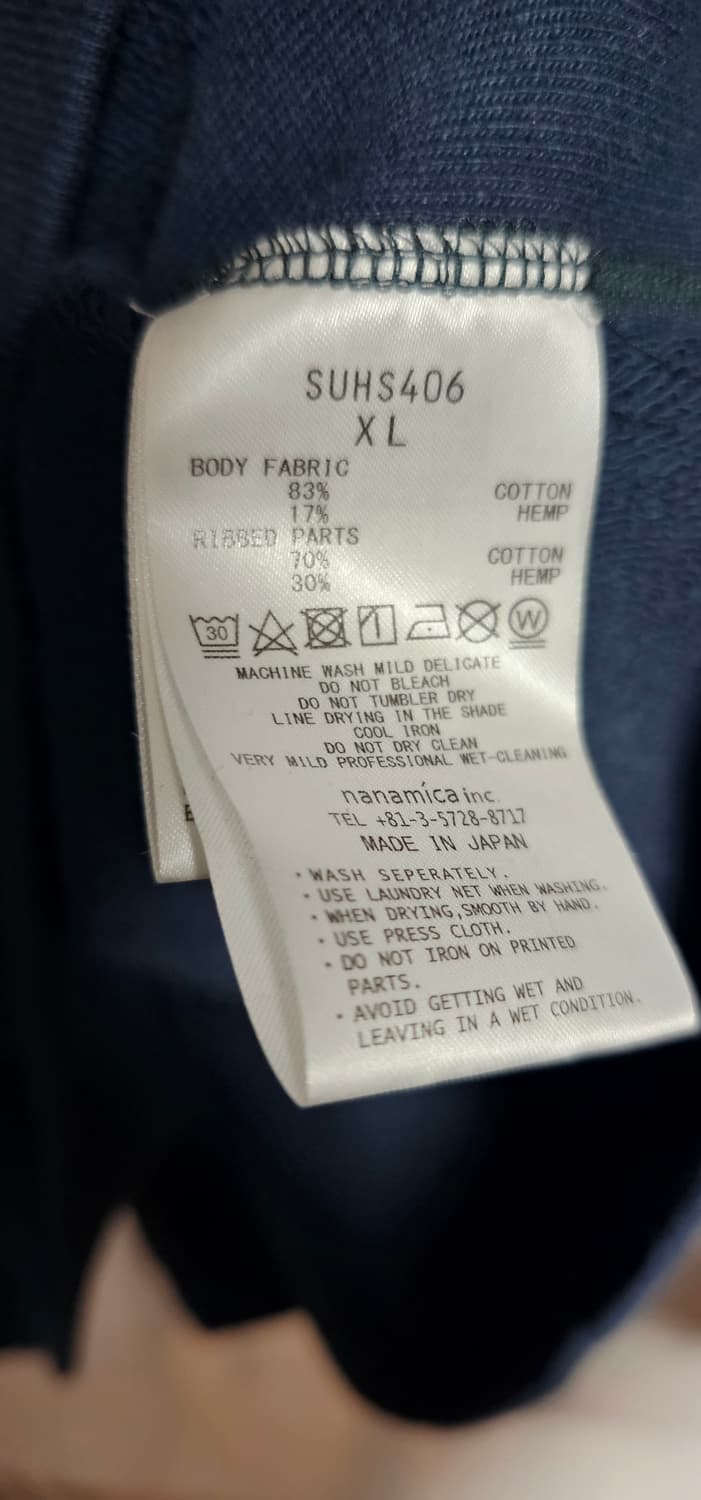 SUHS406
XL
BODY FABRIC
83% COTTON
17% HEMP
RIBBED PARTS
70% COTTON
30% HEMP
30 W
MACHINE WASH MILD DELICATE
DO NOT BLEACH
DO NOT TUMBLER DRY
LINE DRYING IN THE SHADE
COOL IRON
DO NOT DRY CLEAN
VERY MILD PROFESSIONAL WET-CLEANING
nanamica inc.
TEL +81-3-5728-8717
MADE IN JAPAN
・WASH SEPERATELY.
・USE LAUNDRY NET WHEN WASHING.
・WHEN DRYING,SMOOTH BY HAND.
・USE PRESS CLOTH.
・DO NOT IRON ON PRINTED
PARTS.
・AVOID GETTING WET AND
LEAVING IN A WET CONDITION.